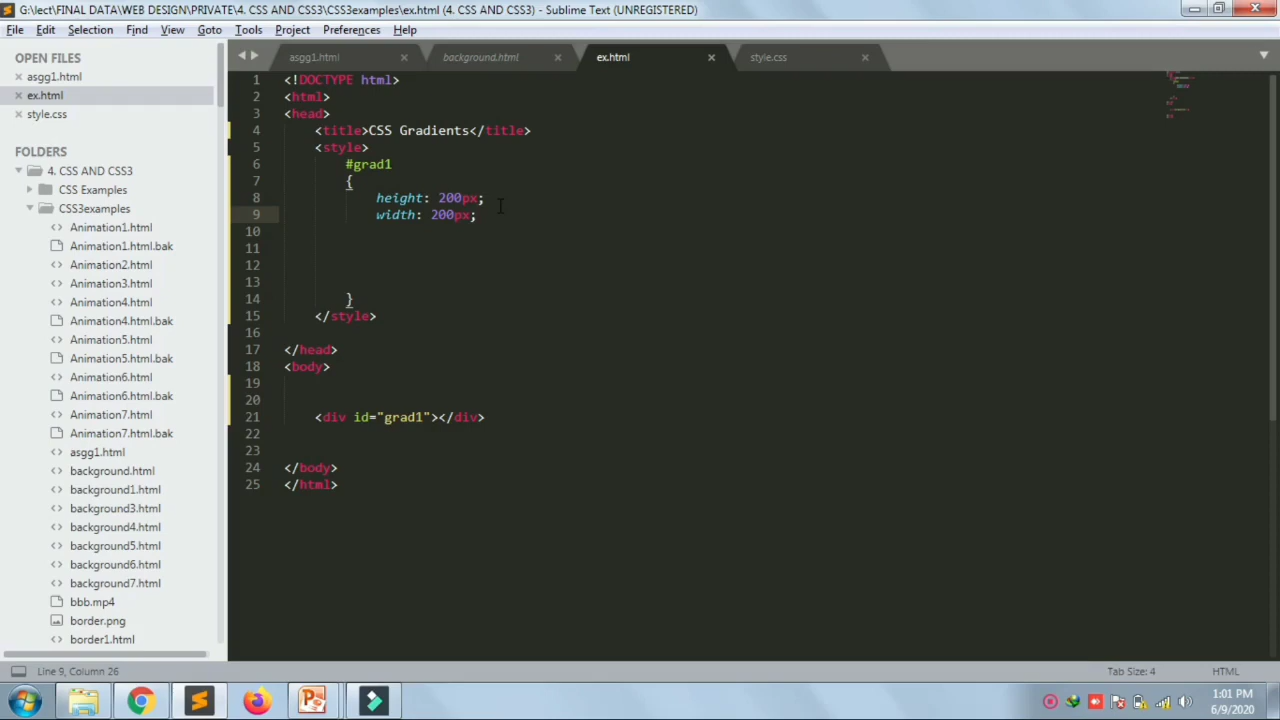 G:\lect\FINAL DATA\WEB DESIGN\PRIVATE\4. CSS AND CSS3\CSS3examples\ex.html (4. CSS AND CSS3) - Sublime Text (UNREGISTERED)
File Edit Selection Find View Goto Tools Project Preferences Help
OPEN FILES
asgg1.html
ex.html
style.css
FOLDERS
4. CSS AND CSS3
CSS Examples
CSS3examples
Animation1.html
Animation1.html.bak
Animation2.html
Animation3.html
Animation4.html
Animation4.html.bak
Animation5.html
Animation5.html.bak
Animation6.html
Animation6.html.bak
Animation7.html
Animation7.html.bak
asgg1.html
background.html
background1.html
background3.html
background4.html
background5.html
background6.html
background7.html
bbb.mp4
border.png
border1.html
asgg1.html background.html ex.html style.css
1 <!DOCTYPE html>
2 <html>
3 <head>
4 <title>CSS Gradients</title>
5 <style>
6 #grad1
7 {
8 height: 200px;
9 width: 200px;
10
11
12
13
14 }
15 </style>
16
17 </head>
18 <body>
19
20
21 <div id="grad1"></div>
22
23
24 </body>
25 </html>
Line 9, Column 26 Tab Size: 4 HTML
1:01 PM
6/9/2020